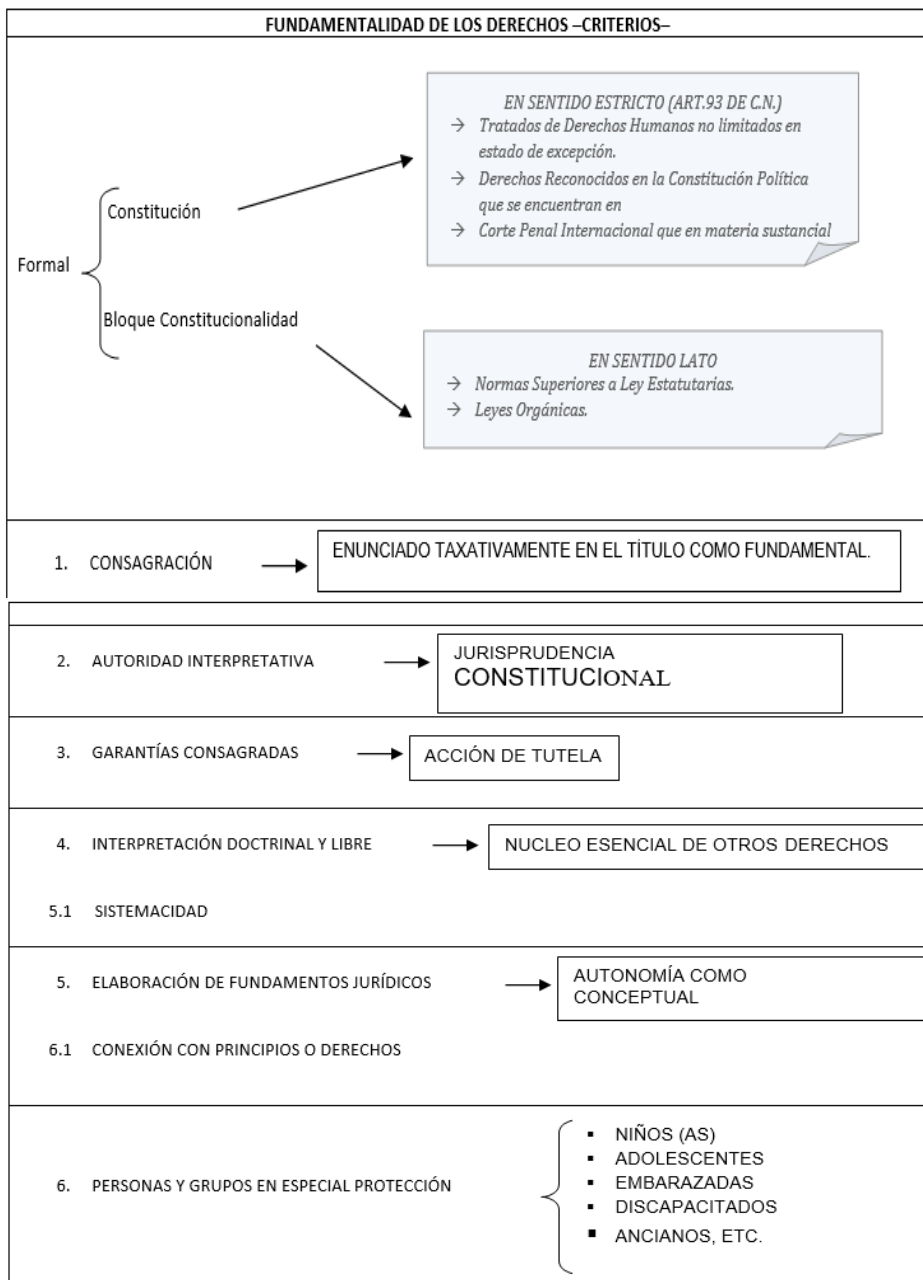 FUNDAMENTALIDAD DE LOS DERECHOS –CRITERIOS–
EN SENTIDO ESTRICTO (ART.93 DE C.N.)
→ Tratados de Derechos Humanos no limitados en
estado de excepción.
→ Derechos Reconocidos en la Constitución Política
que se encuentran en
→ Corte Penal Internacional que en materia sustancial
Constitución
Formal
Bloque Constitucionalidad
EN SENTIDO LATO
→ Normas Superiores a Ley Estatutarias.
→ Leyes Orgánicas.
1. CONSAGRACIÓN
ENUNCIADO TAXATIVAMENTE EN EL TÍTULO COMO FUNDAMENTAL.
2. AUTORIDAD INTERPRETATIVA
JURISPRUDENCIA
CONSTITUCIONAL
3. GARANTÍAS CONSAGRADAS
ACCIÓN DE TUTELA
4. INTERPRETACIÓN DOCTRINAL Y LIBRE
NUCLEO ESENCIAL DE OTROS DERECHOS
5.1 SISTEMACIDAD
5. ELABORACIÓN DE FUNDAMENTOS JURÍDICOS
AUTONOMÍA COMO
CONCEPTUAL
6.1 CONEXIÓN CON PRINCIPIOS O DERECHOS
6. PERSONAS Y GRUPOS EN ESPECIAL PROTECCIÓN
▪ NIÑOS (AS)
▪ ADOLESCENTES
▪ EMBARAZADAS
▪ DISCAPACITADOS
▪ ANCIANOS, ETC.